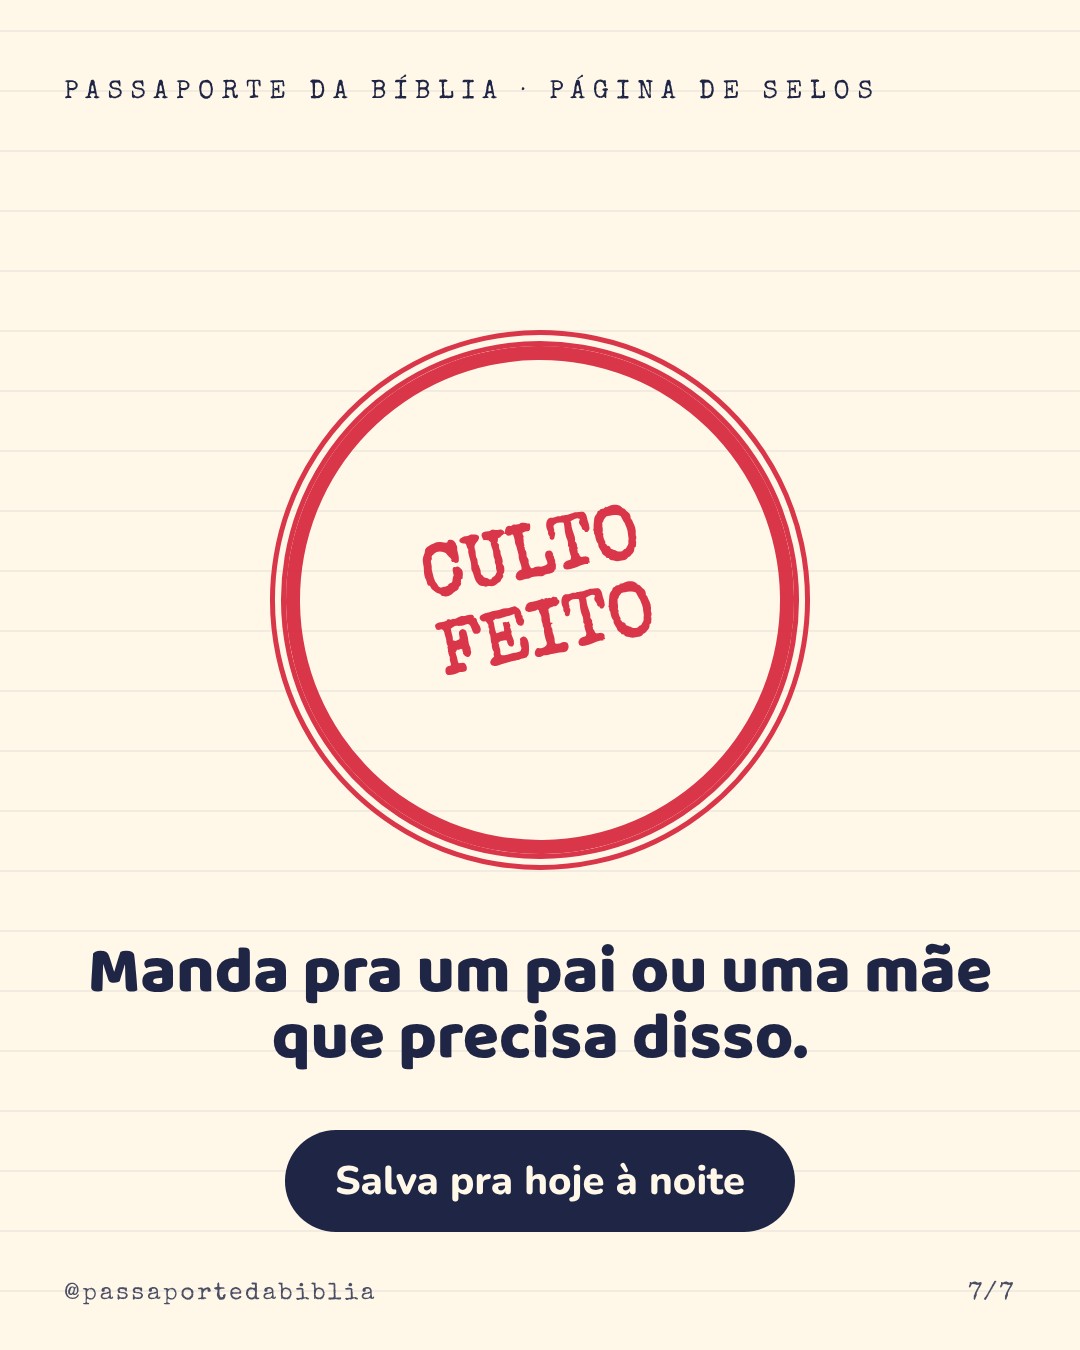 PASSAPORTE DA BÍBLIA · PÁGINA DE SELOS
CULTO
FEITO
Manda pra um pai ou uma mãe
que precisa disso.
Salva pra hoje à noite
@passaportedabiblia
7/7